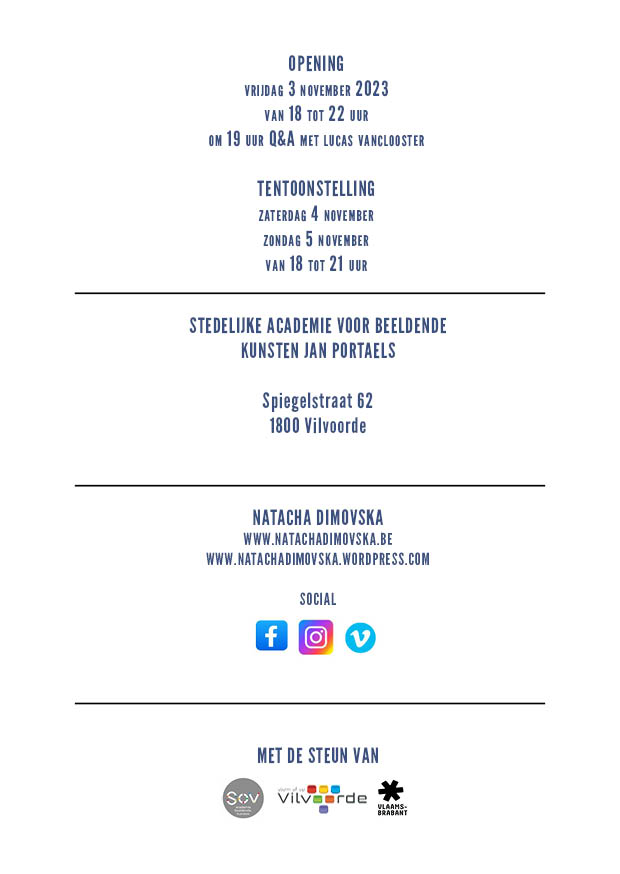 OPENING
VRIJDAG 3 NOVEMBER 2023
VAN 18 TOT 22 UUR
OM 19 UUR Q&A MET LUCAS VANCLOOSTER
TENTOONSTELLING
ZATERDAG 4 NOVEMBER
ZONDAG 5 NOVEMBER
VAN 18 TOT 21 UUR
STEDELIJKE ACADEMIE VOOR BEELDENDE
KUNSTEN JAN PORTAELS
Spiegelstraat 62
1800 Vilvoorde
NATACHA DIMOVSKA
WWW.NATACHADIMOVSKA.BE
WWW.NATACHADIMOVSKA.WORDPRESS.COM
SOCIAL
MET DE STEUN VAN
Vilvoorde
VLAAMS-
BRABANT